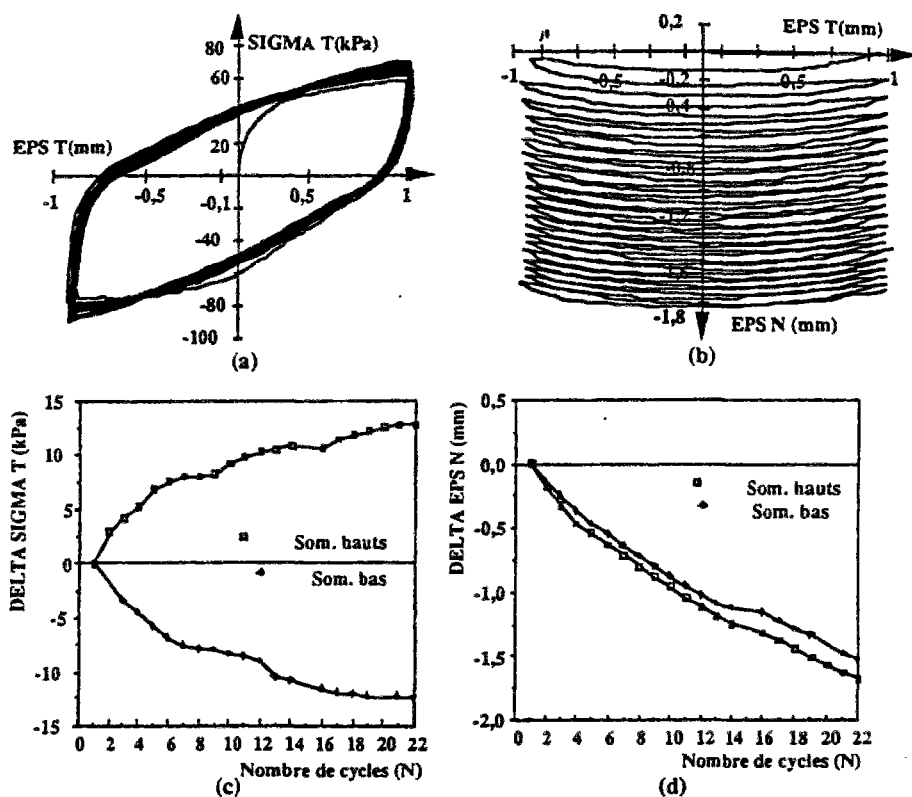 SIGMA T(kPa)
80
60
20
EPS T(mm)
-1
-0,5
-0,1
0,5
1
-40
-80
-100
(a)
0,2
EPS T(mm)
-1
0,5
-0,2
0,5
1
0,4
-0,8
-1,8
EPS N (mm)
(b)
DELTA SIGMA T (kPa)
15
10
5
0
-5
-10
-15
Som. hauts
Som. bas
0 2 4 6 8 10 12 14 16 18 20 22
Nombre de cycles (N)
(c)
DELTA EPS N (mm)
0,5
0,0
-0,5
-1,0
-1,5
-2,0
Som. hauts
Som. bas
0 2 4 6 8 10 12 14 16 18 20 22
Nombre de cycles (N)
(d)